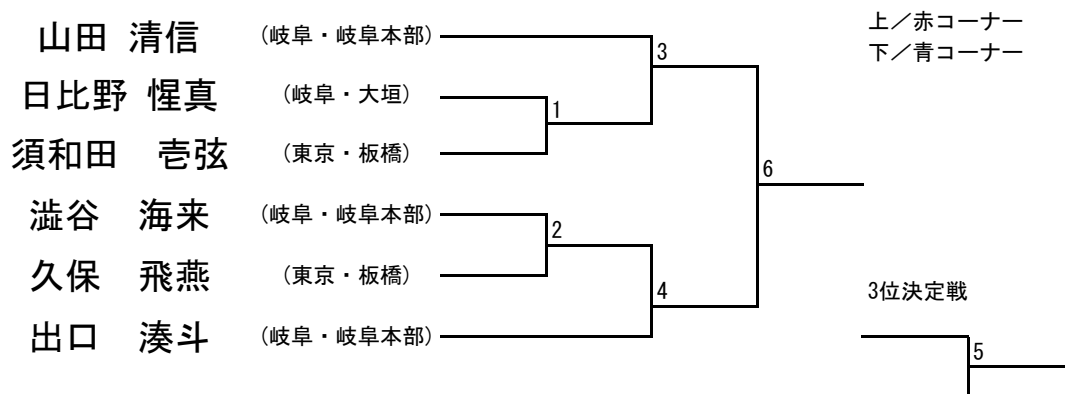 山田 清信 (岐阜・岐阜本部)
日比野 惺真 (岐阜・大垣)
須和田 壱弦 (東京・板橋)
澁谷 海来 (岐阜・岐阜本部)
久保 飛燕 (東京・板橋)
出口 湊斗 (岐阜・岐阜本部)
1
2
3
4
6
上／赤コーナー
下／青コーナー
3位決定戦
5